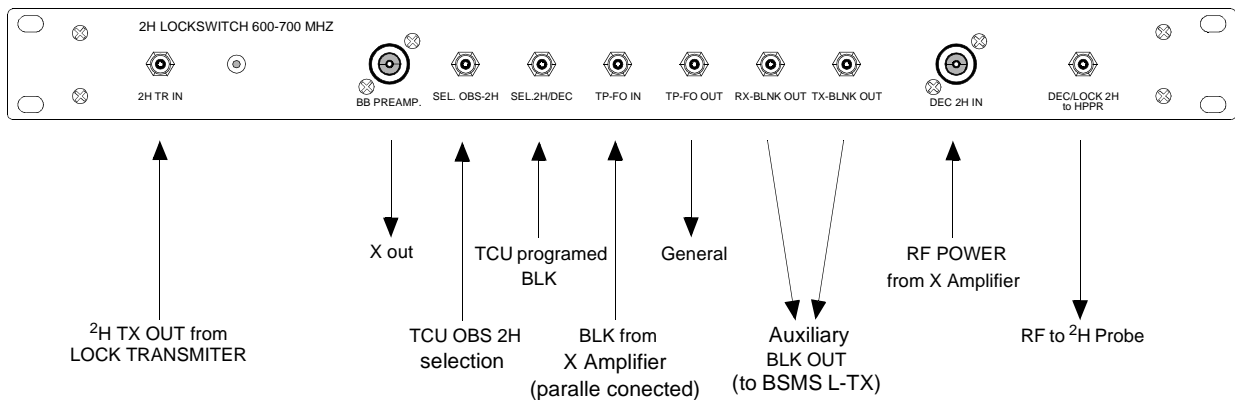 2H LOCKSWITCH 600-700 MHZ
2H TR IN
BB PREAMP.
SEL. OBS-2H
SEL.2H/DEC
TP-FO IN
TP-FO OUT
RX-BLNK OUT
TX-BLNK OUT
DEC 2H IN
DEC/LOCK 2H
to HPPR
X out
TCU programed
BLK
General
RF POWER
from X Amplifier
²H TX OUT from
LOCK TRANSMITER
TCU OBS 2H
selection
BLK from
X Amplifier
(paralle conected)
Auxiliary
BLK OUT
(to BSMS L-TX)
RF to ²H Probe